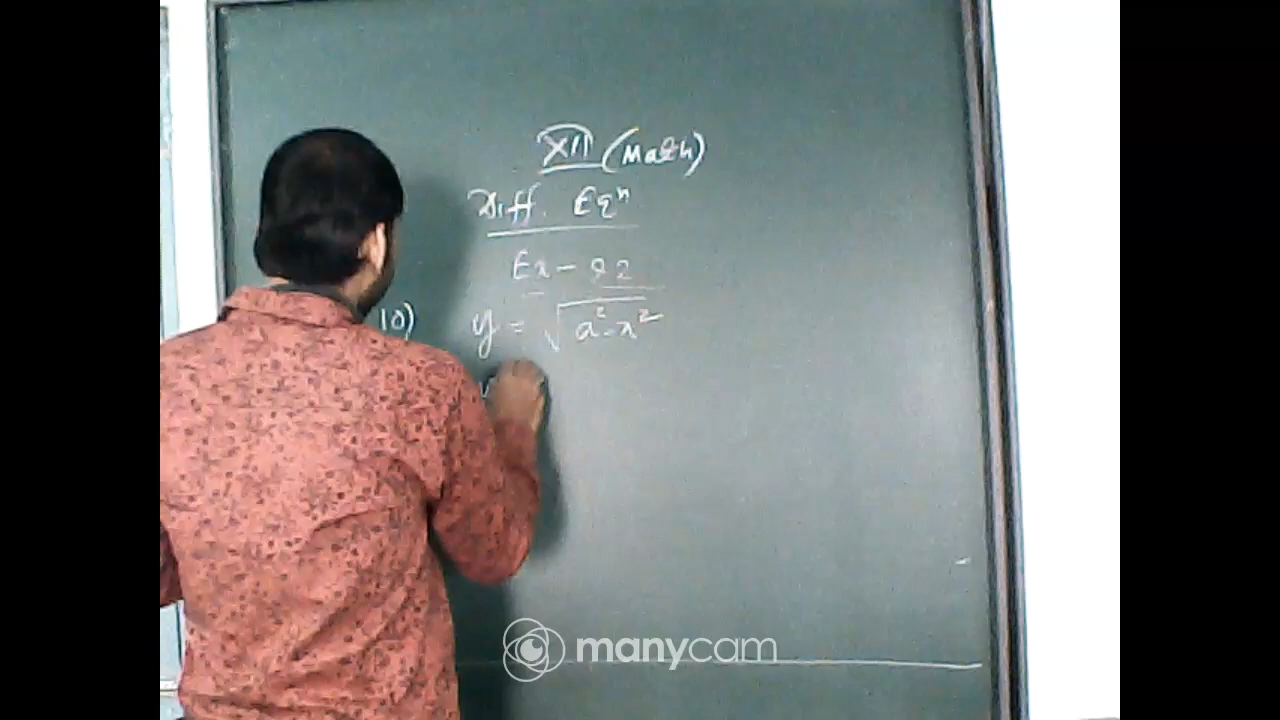 XII (Math)
Diff. Eqⁿ
Ex - 9.2
10) y = √a² - x²
y
manycam